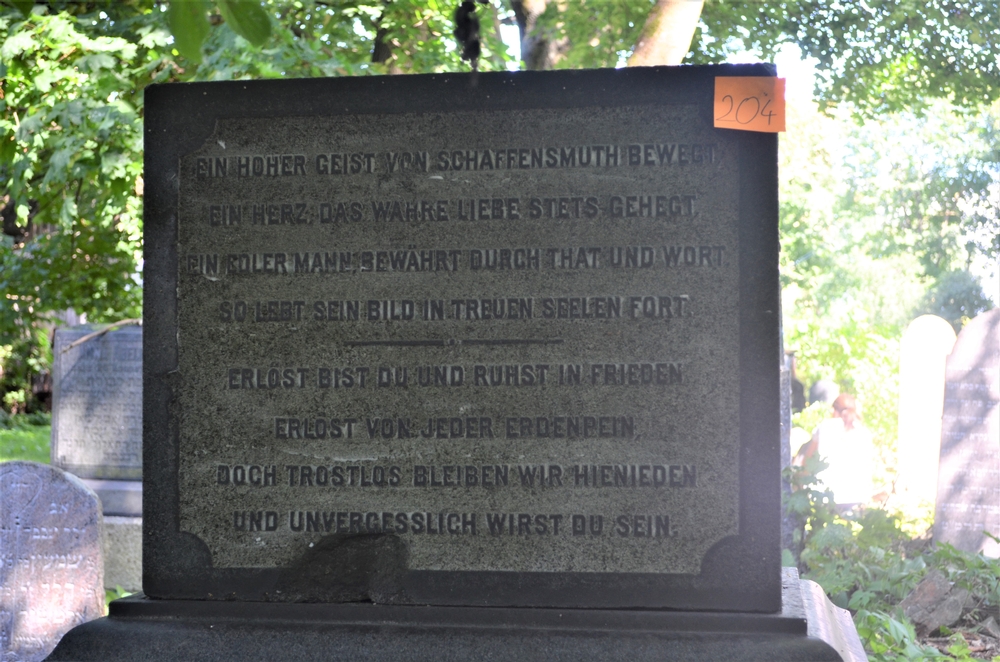 204
EIN HOHER GEIST VON SCHAFFENSMUTH BEWEGT,
EIN HERZ, DAS WAHRE LIEBE STETS GEHEGT,
EIN EDLER MANN, BEWÄHRT DURCH THAT UND WORT.
SO LEBT SEIN BILD IN TREUEN SEELEN FORT.
ERLÖST BIST DU UND RUHST IN FRIEDEN
ERLÖST VON JEDER ERDENPEIN,
DOCH TROSTLOS BLEIBEN WIR HIENIEDEN
UND UNVERGESSLICH WIRST DU SEIN.